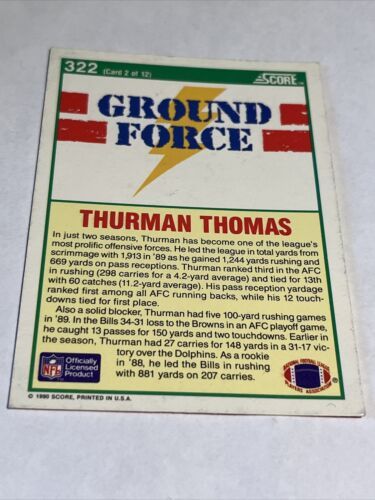 322 (Card 2 of 12)
SCORE™
GROUND
FORCE
THURMAN THOMAS
In just two seasons, Thurman has become one of the league's
most prolific offensive forces. He led the league in total yards from
scrimmage with 1,913 in '89 as he gained 1,244 yards rushing and
669 yards on pass receptions. Thurman ranked third in the AFC
in rushing (298 carries for a 4.2-yard average) and tied for 13th
with 60 catches (11.2-yard average). His pass reception yardage
ranked first among all AFC running backs, while his 12 touch-
downs tied for first place.
Also a solid blocker, Thurman had five 100-yard rushing games
in '89. In the Bills 34-31 loss to the Browns in an AFC playoff game,
he caught 13 passes for 150 yards and two touchdowns. Earlier in
the season, Thurman had 27 carries for 148 yards in a 31-17 vic-
tory over the Dolphins. As a rookie
in '88, he led the Bills in rushing
with 881 yards on 207 carries.
NFL
Officially
Licensed
Product
NATIONAL FOOTBALL LEAGUE
PLAYERS ASSOCIATION
®
© 1990 SCORE, PRINTED IN U.S.A.